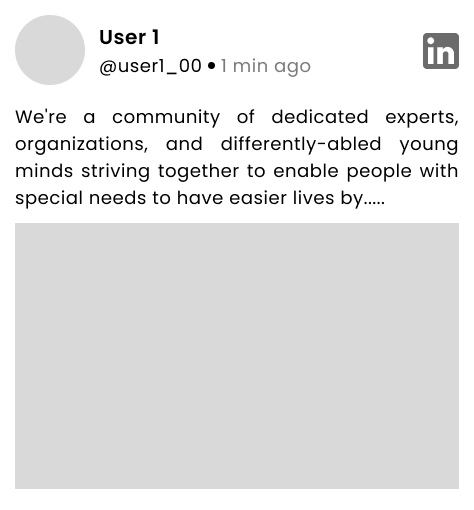 User 1
@user1_00 • 1 min ago
in
We're a community of dedicated experts,
organizations, and differently-abled young
minds striving together to enable people with
special needs to have easier lives by.....